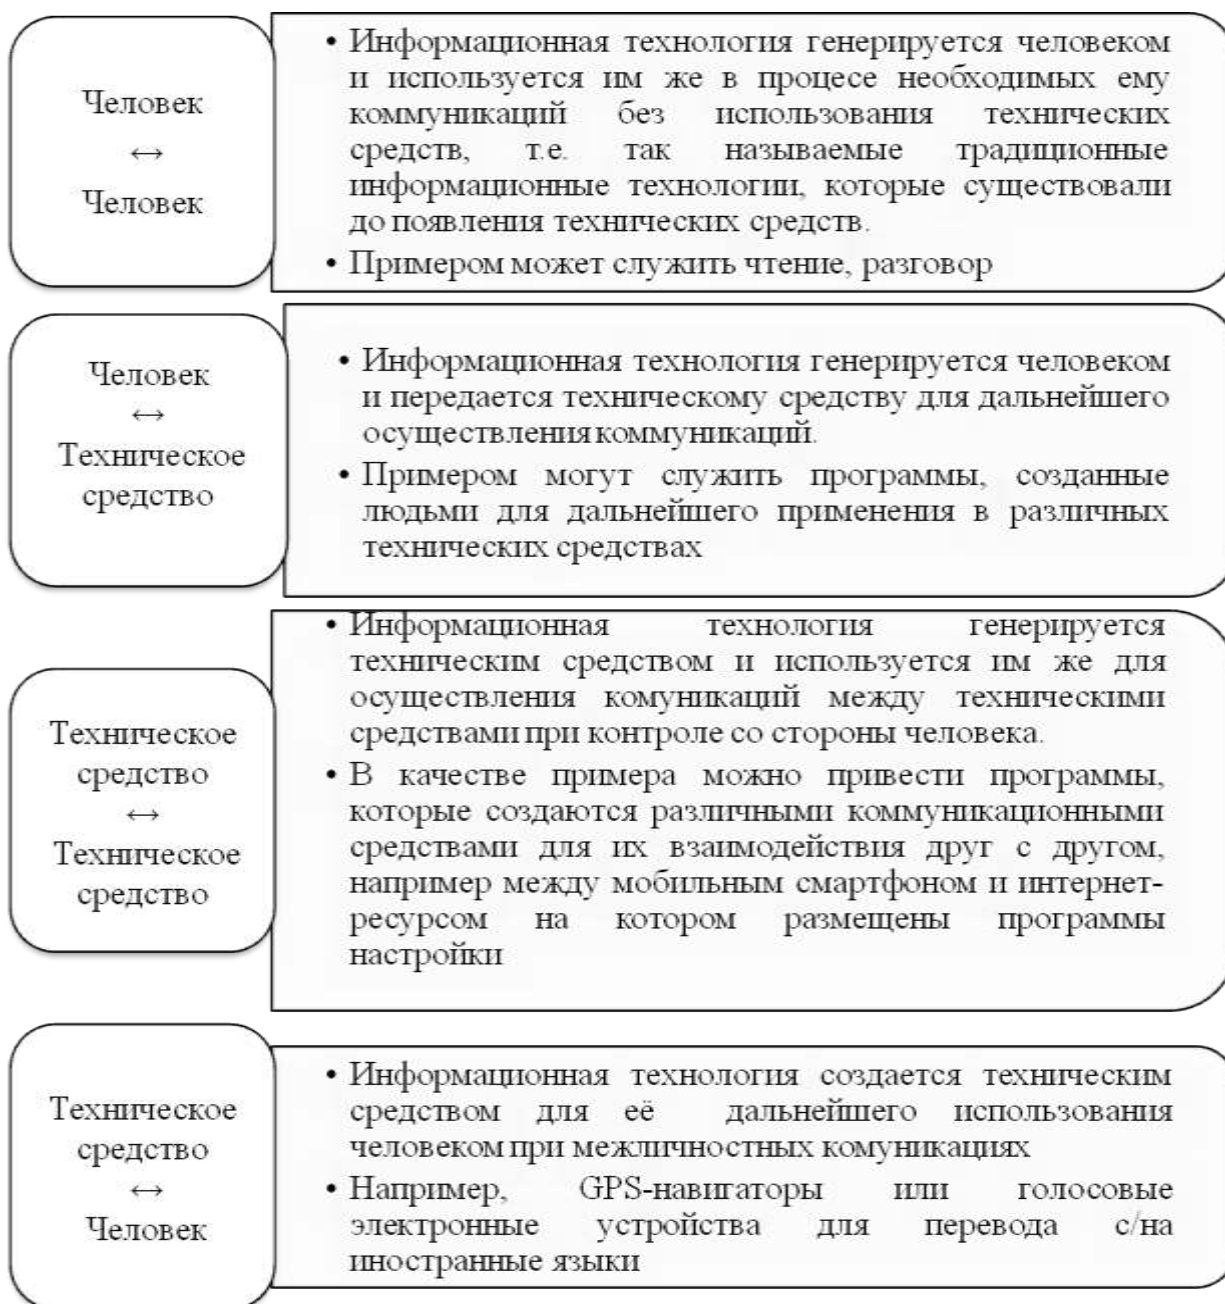 Человек
↔
Человек
• Информационная технология генерируется человеком
и используется им же в процесе необходимых ему
коммуникаций без использования технических
средств, т.е. так называемые традиционные
информационные технологии, которые существовали
до появления технических средств.
• Примером может служить чтение, разговор
Человек
↔
Техническое
средство
• Информационная технология генерируется человеком
и передается техническому средству для дальнейшего
осуществления коммуникаций.
• Примером могут служить программы, созданные
людьми для дальнейшего применения в различных
технических средствах
Техническое
средство
↔
Техническое
средство
• Информационная технология генерируется
техническим средством и используется им же для
осуществления комуникаций между техническими
средствами при контроле со стороны человека.
• В качестве примера можно привести программы,
которые создаются различными коммуникационными
средствами для их взаимодействия друг с другом,
например между мобильным смартфоном и интернет-
ресурсом на котором размещены программы
настройки
Техническое
средство
↔
Человек
• Информационная технология создается техническим
средством для её дальнейшего использования
человеком при межличностных комуникациях
• Например, GPS-навигаторы или голосовые
электронные устройства для перевода с/на
иностранные языки